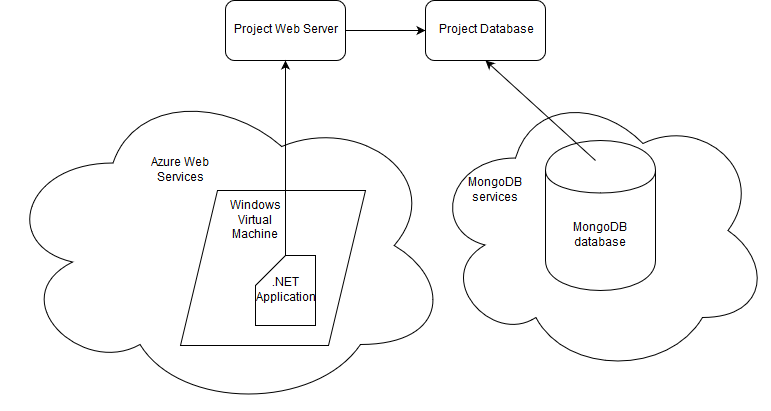 Project Web Server
Project Database
Azure Web
Services
Windows
Virtual
Machine
.NET
Application
MongoDB
services
MongoDB
database